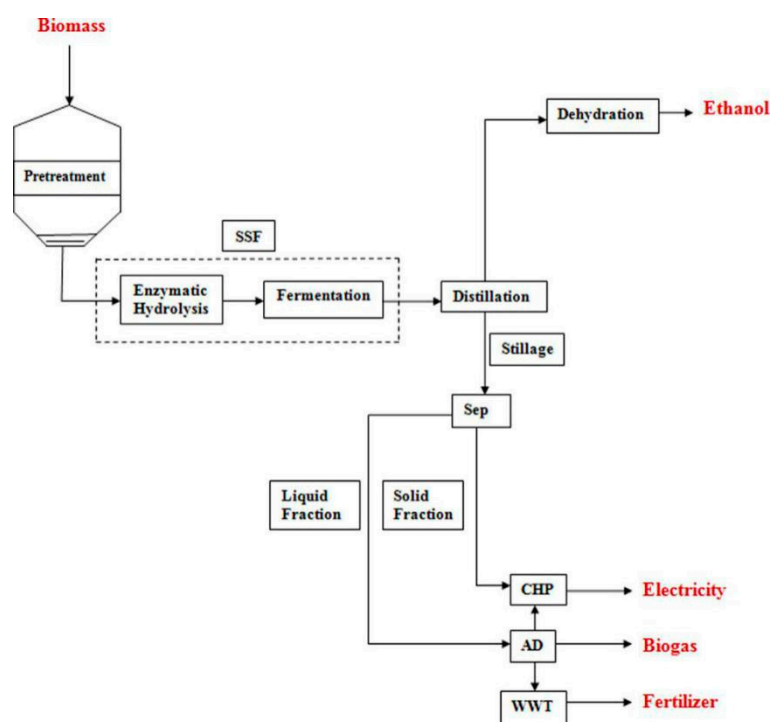 Biomass
Pretreatment
SSF
Enzymatic
Hydrolysis
Fermentation
Distillation
Dehydration
Ethanol
Stillage
Sep
Liquid
Fraction
Solid
Fraction
CHP
Electricity
AD
Biogas
WWT
Fertilizer